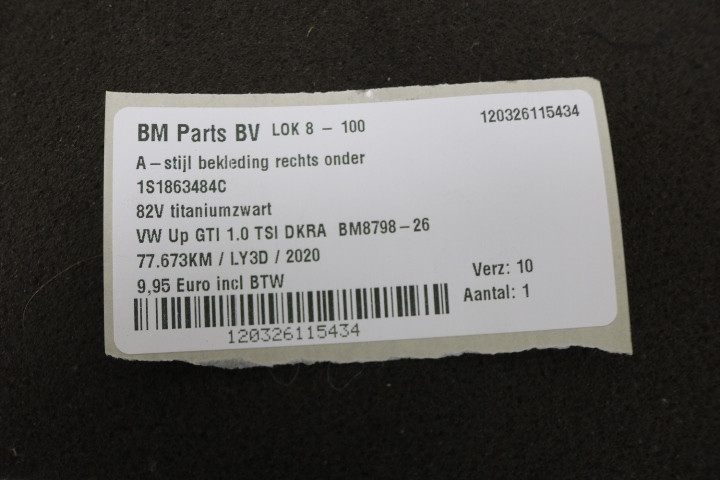 BM Parts BV LOK 8 - 100 120326115434
A-stijl bekleding rechts onder
1S1863484C
82V titaniumzwart
VW Up GTI 1.0 TSI DKRA BM8798-26
77.673KM / LY3D / 2020
9,95 Euro incl BTW
Verz: 10
Aantal: 1
120326115434